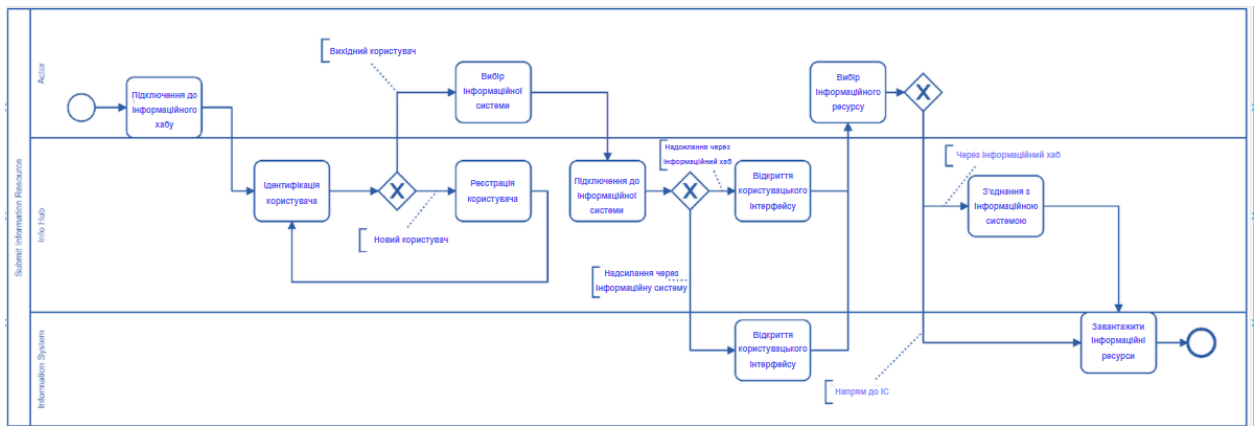 Submit Information Resource
Actor
Info Hub
Information System
Підключення до
Інформаційного
хабу
Ідентифікація
користувача
Вихідний користувач
Новий користувач
Реєстрація
користувача
Вибір
Інформаційної
системи
Підключення до
Інформаційної
системи
Надсилання через
Інформаційний хаб
Надсилання через
Інформаційну систему
Відкриття
користувацького
Інтерфейсу
Відкриття
користувацького
Інтерфейсу
Вибір
Інформаційного
ресурсу
Через Інформаційний хаб
З'єднання з
Інформаційною
системою
Напрям до ІС
Завантажити
Інформаційні
ресурси